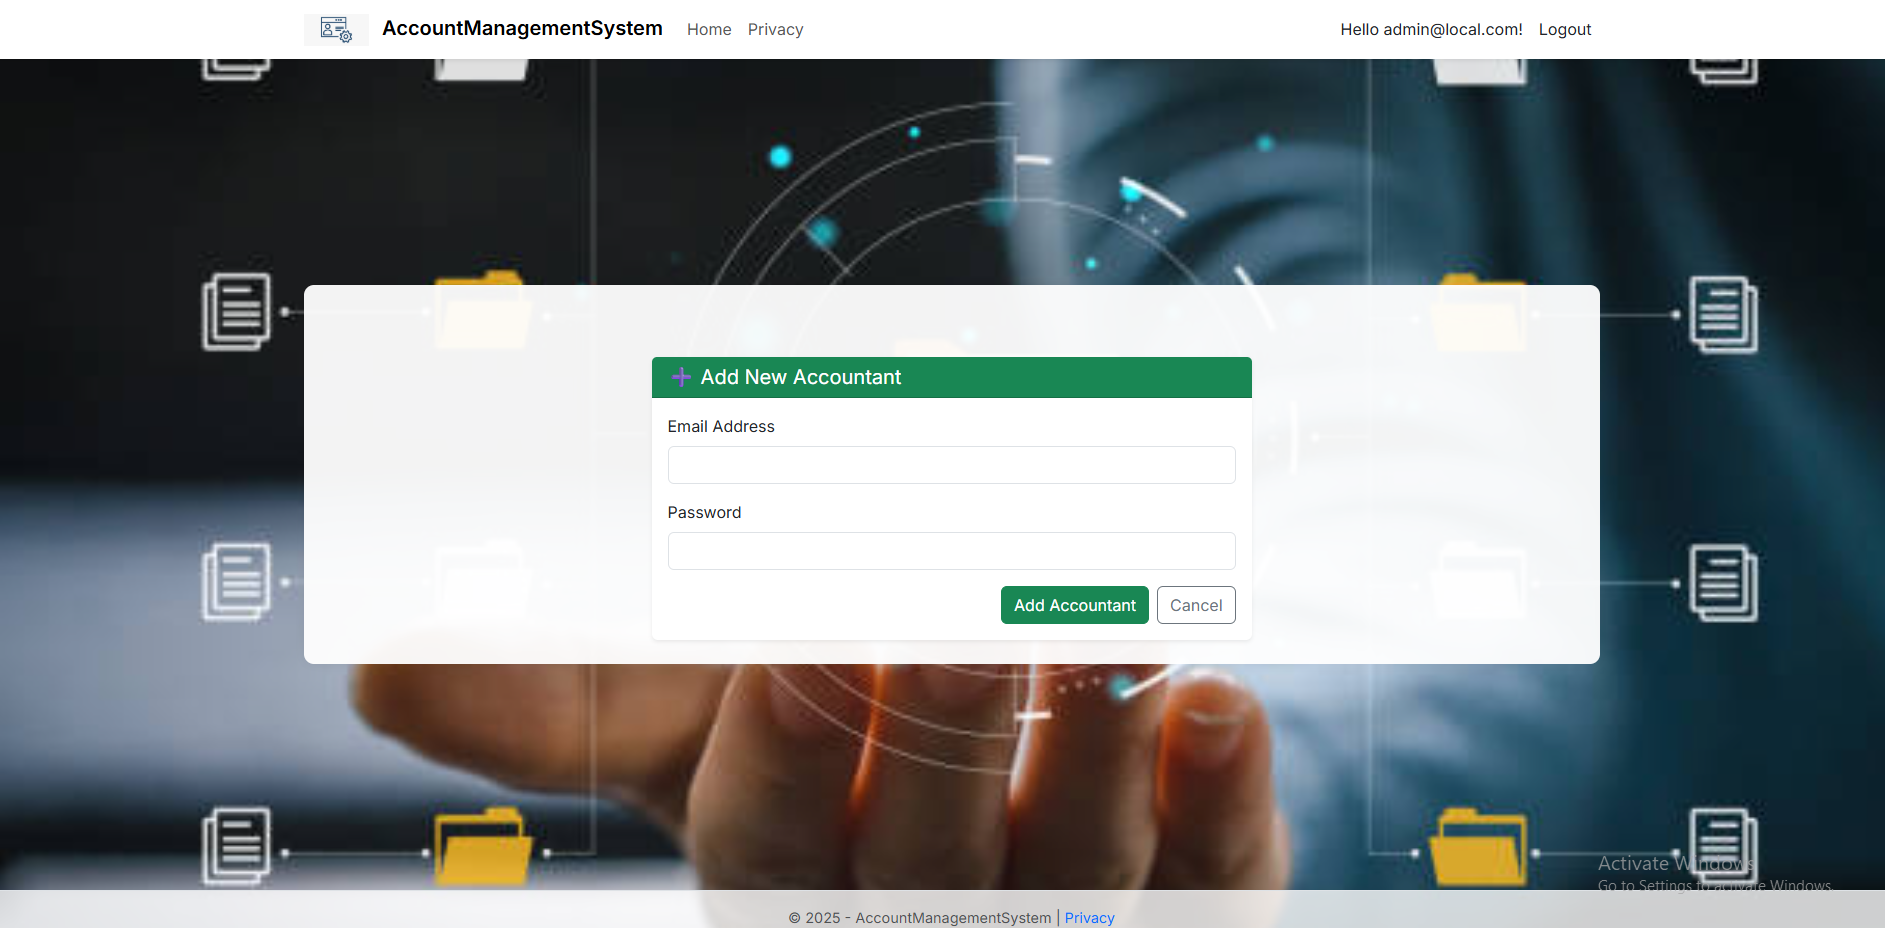 AccountManagementSystem Home Privacy Hello admin@local.com! Logout
➕ Add New Accountant
Email Address
Password
Add Accountant Cancel
Activate Windows
Go to Settings to activate Windows.
© 2025 - AccountManagementSystem | Privacy